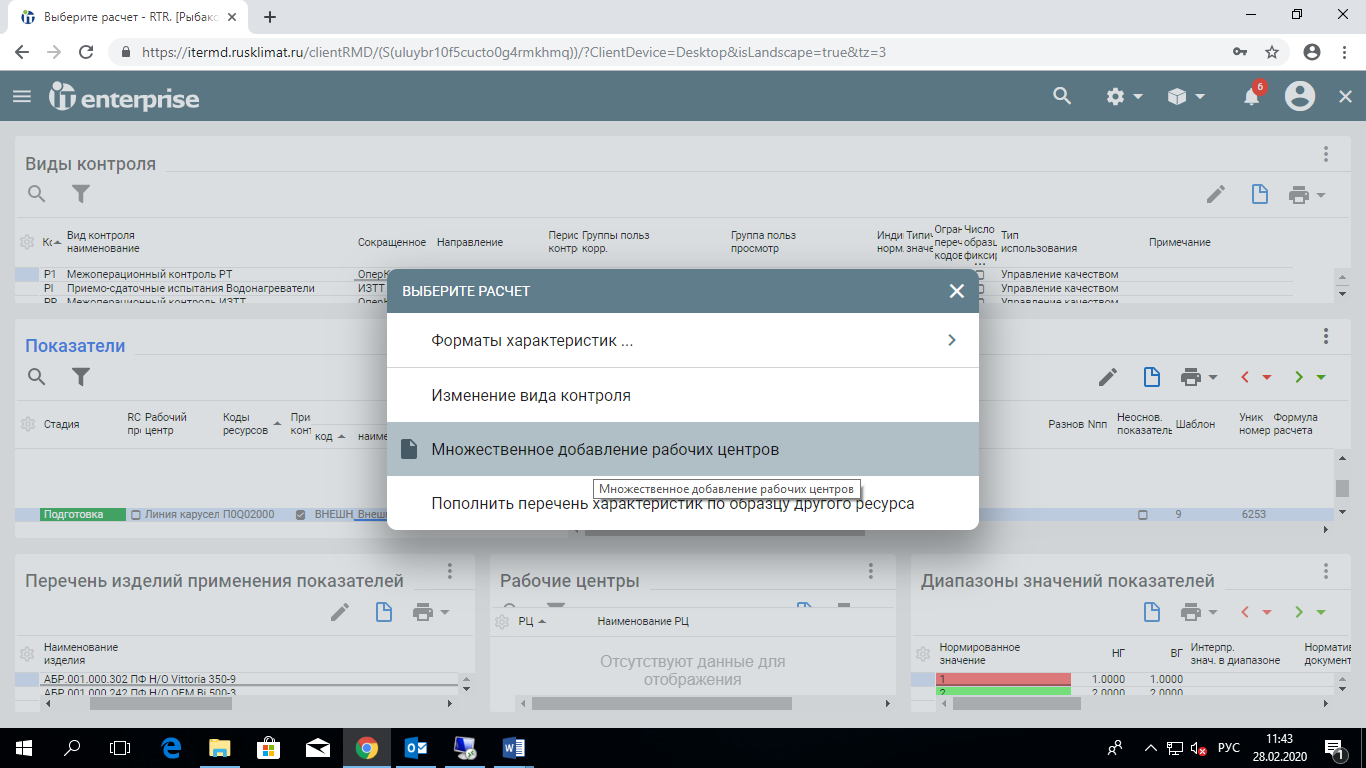 Выберите расчет - RTR. [Рыбако
https://itermd.rusklimat.ru/clientRMD/(S(uluybr10f5cucto0g4rmkhmq))/?ClientDevice=Desktop&isLandscape=true&tz=3
it enterprise
6
Виды контроля
Вид контроля
наименование
Сокращенное
Направление
Перис
контр
Группы польз
корр.
Группа польз
просмотр
Инди
норм.
Типич
значе
Огран
переч
кодов
Число
образц
фиксир
Тип
использования
Примечание
Р1 Межоперационный контроль РТ ОперК Управление качеством
PI Приемо-сдаточные испытания Водонагреватели ИЗТТ Управление качеством
РР Межоперационный контроль ИЗТТ ОперК Управление качеством
ВЫБЕРИТЕ РАСЧЕТ
Форматы характеристик ...
Изменение вида контроля
Множественное добавление рабочих центров
Множественное добавление рабочих центров
Пополнить перечень характеристик по образцу другого ресурса
Показатели
Стадия
RC
прс
Рабочий
центр
Коды
ресурсов
При
конт
код
наиме
Разнов
Nпп
Неоснов.
показатель
Шаблон
Уник
номер
Формула
расчета
Подготовка Линия карусел П0Q02000 ВНЕШН Внешн 9 6253
Перечень изделий применения показателей
Наименование
изделия
АБР.001.000.302 ПФ Н/О Vittoria 350-9
АБР.001.000.242 ПФ Н/О OEM Bi 500-3
Рабочие центры
РЦ Наименование РЦ
Отсутствуют данные для
отображения
Диапазоны значений показателей
Нормированное
значение
НГ
ВГ
Интерпр.
знач. в диапазоне
Норматив
документ
1 1.0000 1.0000
2 2.0000 2.0000
РУС
11:43
28.02.2020
1